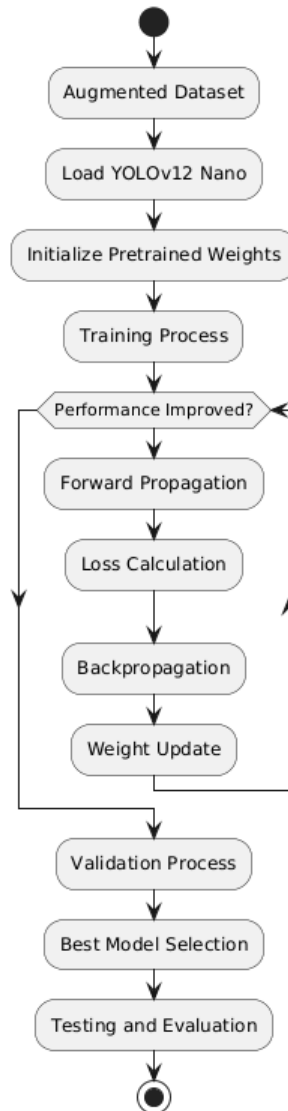 Augmented Dataset
Load YOLOv12 Nano
Initialize Pretrained Weights
Training Process
Performance Improved?
Forward Propagation
Loss Calculation
Backpropagation
Weight Update
Validation Process
Best Model Selection
Testing and Evaluation